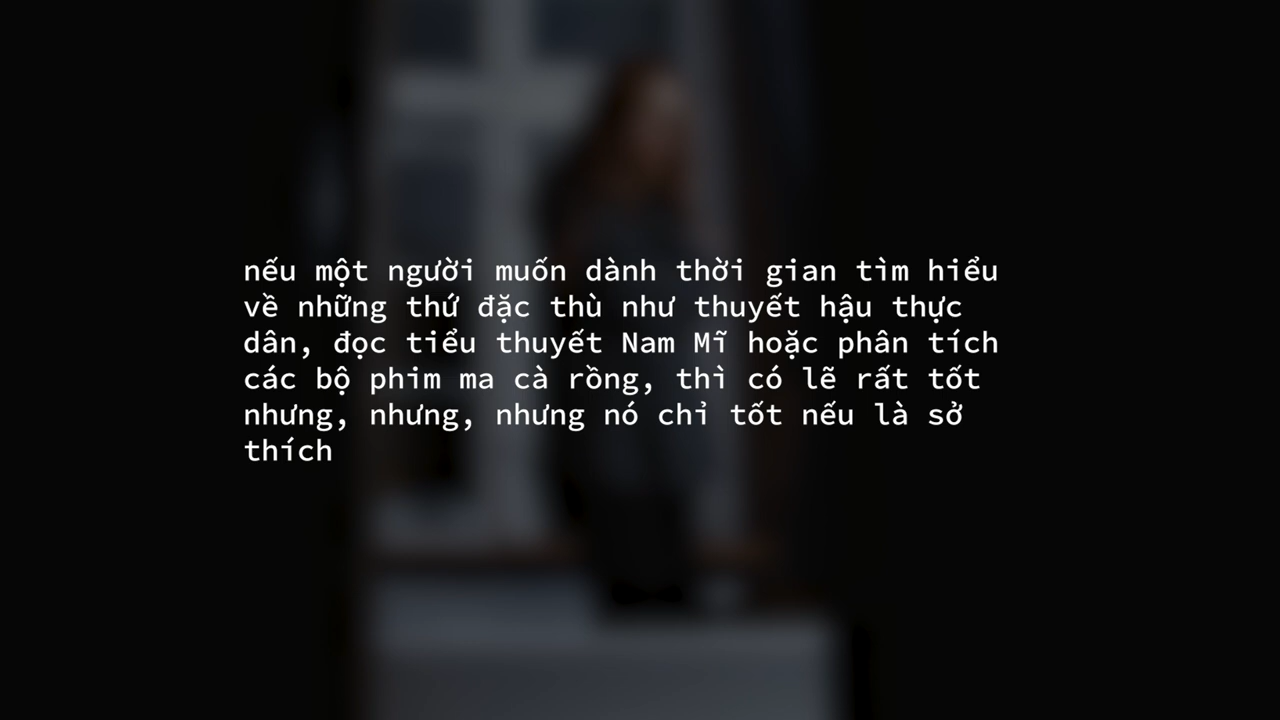 nếu một người muốn dành thời gian tìm hiểu
về những thứ đặc thù như thuyết hậu thực
dân, đọc tiểu thuyết Nam Mĩ hoặc phân tích
các bộ phim ma cà rồng, thì có lẽ rất tốt
nhưng, nhưng, nhưng nó chỉ tốt nếu là sở
thích